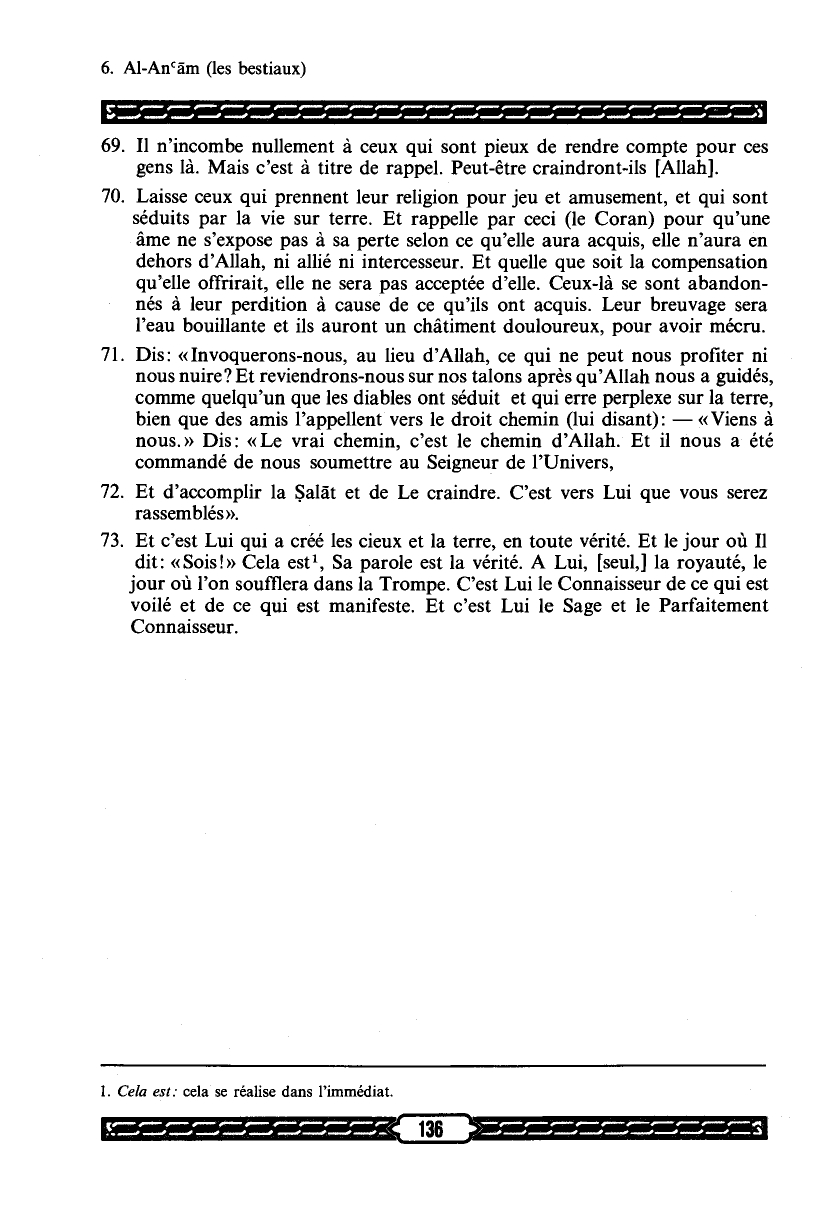 6. Al-Anᶜām (les bestiaux)
69. Il n’incombe nullement à ceux qui sont pieux de rendre compte pour ces
gens là. Mais c’est à titre de rappel. Peut-être craindront-ils [Allah].
70. Laisse ceux qui prennent leur religion pour jeu et amusement, et qui sont
séduits par la vie sur terre. Et rappelle par ceci (le Coran) pour qu’une
âme ne s’expose pas à sa perte selon ce qu’elle aura acquis, elle n’aura en
dehors d’Allah, ni allié ni intercesseur. Et quelle que soit la compensation
qu’elle offrirait, elle ne sera pas acceptée d’elle. Ceux-là se sont abandon-
nés à leur perdition à cause de ce qu’ils ont acquis. Leur breuvage sera
l’eau bouillante et ils auront un châtiment douloureux, pour avoir mécru.
71. Dis: «Invoquerons-nous, au lieu d’Allah, ce qui ne peut nous profiter ni
nous nuire? Et reviendrons-nous sur nos talons après qu’Allah nous a guidés,
comme quelqu’un que les diables ont séduit et qui erre perplexe sur la terre,
bien que des amis l’appellent vers le droit chemin (lui disant): — «Viens à
nous.» Dis: «Le vrai chemin, c’est le chemin d’Allah. Et il nous a été
commandé de nous soumettre au Seigneur de l’Univers,
72. Et d’accomplir la Ṣalāt et de Le craindre. C’est vers Lui que vous serez
rassemblés».
73. Et c’est Lui qui a créé les cieux et la terre, en toute vérité. Et le jour où Il
dit: «Sois!» Cela est¹, Sa parole est la vérité. A Lui, [seul,] la royauté, le
jour où l’on soufflera dans la Trompe. C’est Lui le Connaisseur de ce qui est
voilé et de ce qui est manifeste. Et c’est Lui le Sage et le Parfaitement
Connaisseur.
1. Cela est: cela se réalise dans l’immédiat.
136